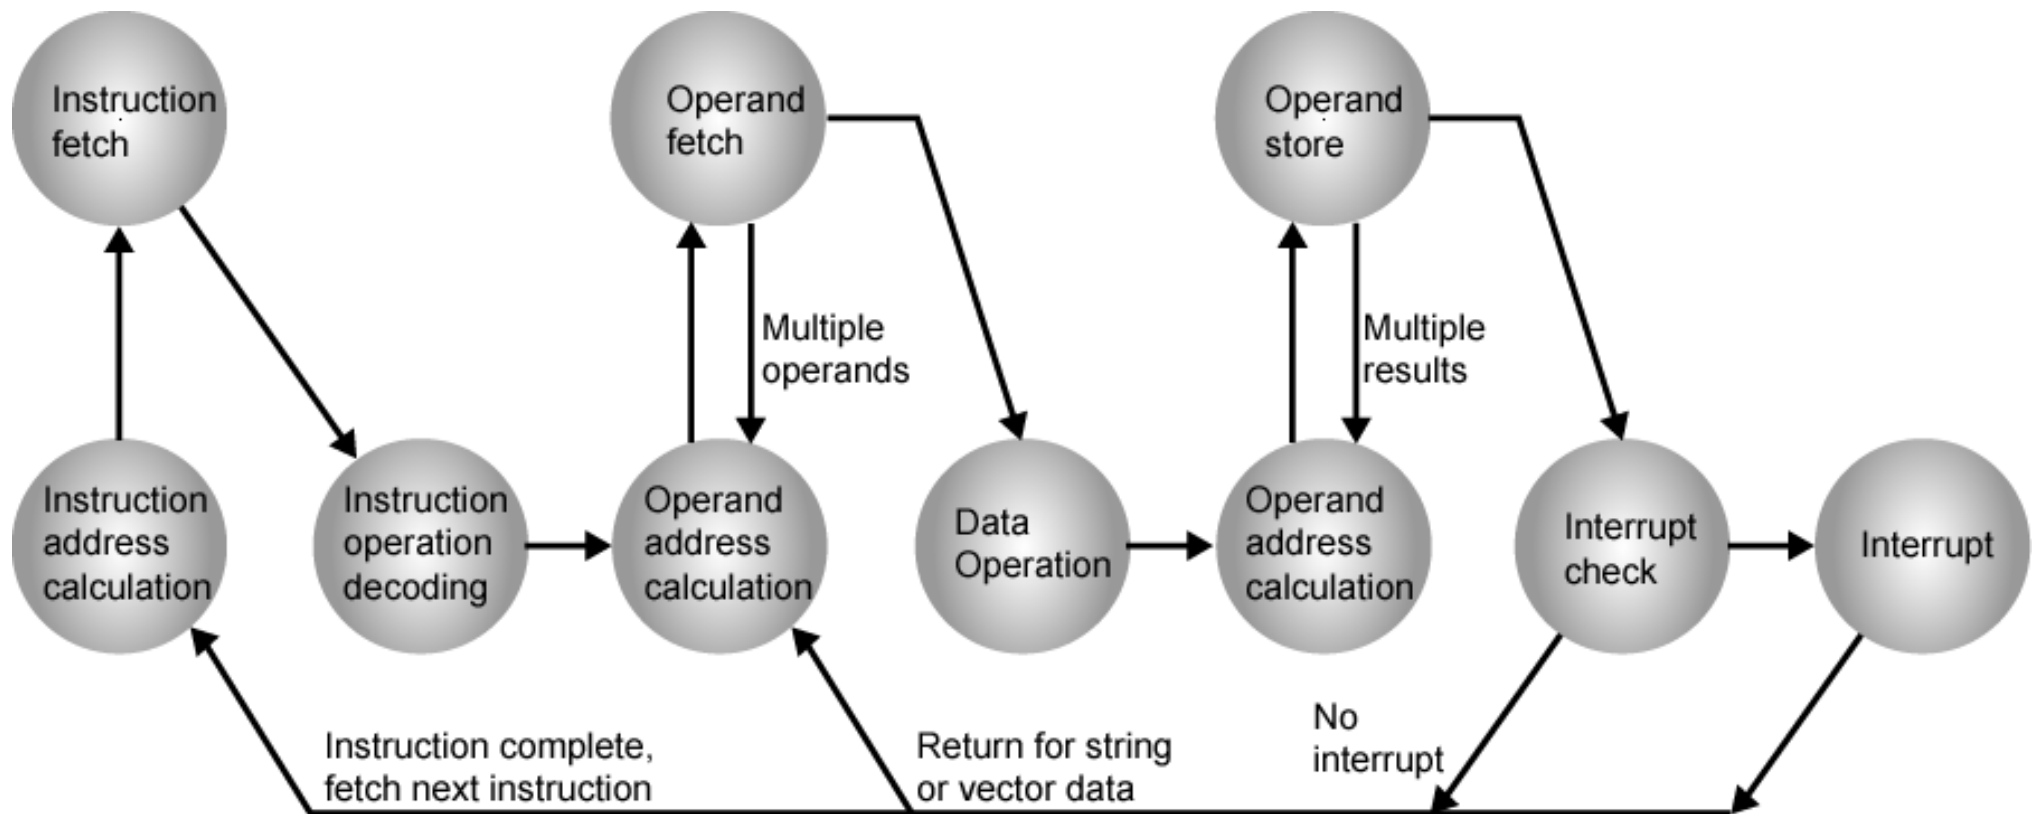 Instruction
fetch
Operand
fetch
Operand
store
Multiple
operands
Multiple
results
Instruction
address
calculation
Instruction
operation
decoding
Operand
address
calculation
Data
Operation
Operand
address
calculation
Interrupt
check
Interrupt
Instruction complete,
fetch next instruction
Return for string
or vector data
No
interrupt